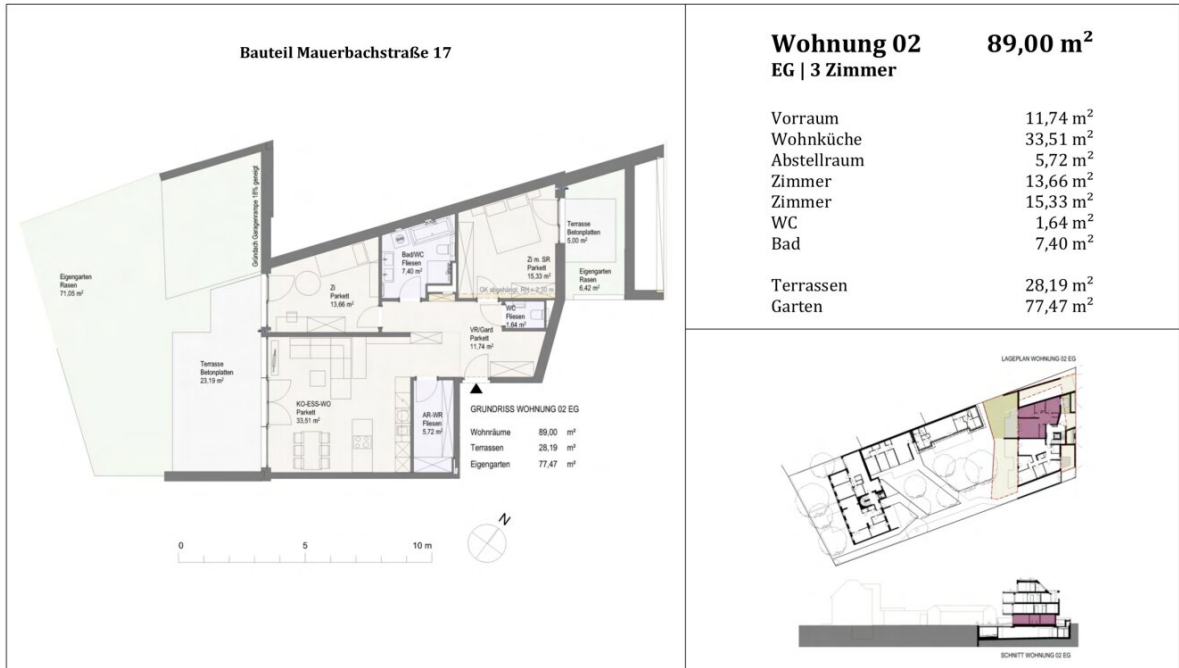 Bauteil Mauerbachstraße 17
Gründach Garagenrampe 18% geneigt
Eigengarten
Rasen
71,05 m²
Terrasse
Betonplatten
23,19 m²
Zi
Parkett
13,66 m²
Bad/WC
Fliesen
7,40 m²
Zi m. SR
Parkett
15,33 m²
Terrasse
Betonplatten
5,00 m²
Eigengarten
Rasen
6,42 m²
WC
Fliesen
1,64 m²
VR/Gard
Parkett
11,74 m²
KO-ESS-WO
Parkett
33,51 m²
AR-WR
Fliesen
5,72 m²
GRUNDRISS WOHNUNG 02 EG
Wohnräume 89,00 m²
Terrassen 28,19 m²
Eigengarten 77,47 m²
N
0 5 10 m
Wohnung 02 89,00 m²
EG | 3 Zimmer
Vorraum 11,74 m²
Wohnküche 33,51 m²
Abstellraum 5,72 m²
Zimmer 13,66 m²
Zimmer 15,33 m²
WC 1,64 m²
Bad 7,40 m²
Terrassen 28,19 m²
Garten 77,47 m²
LAGEPLAN WOHNUNG 02 EG
SCHNITT WOHNUNG 02 EG